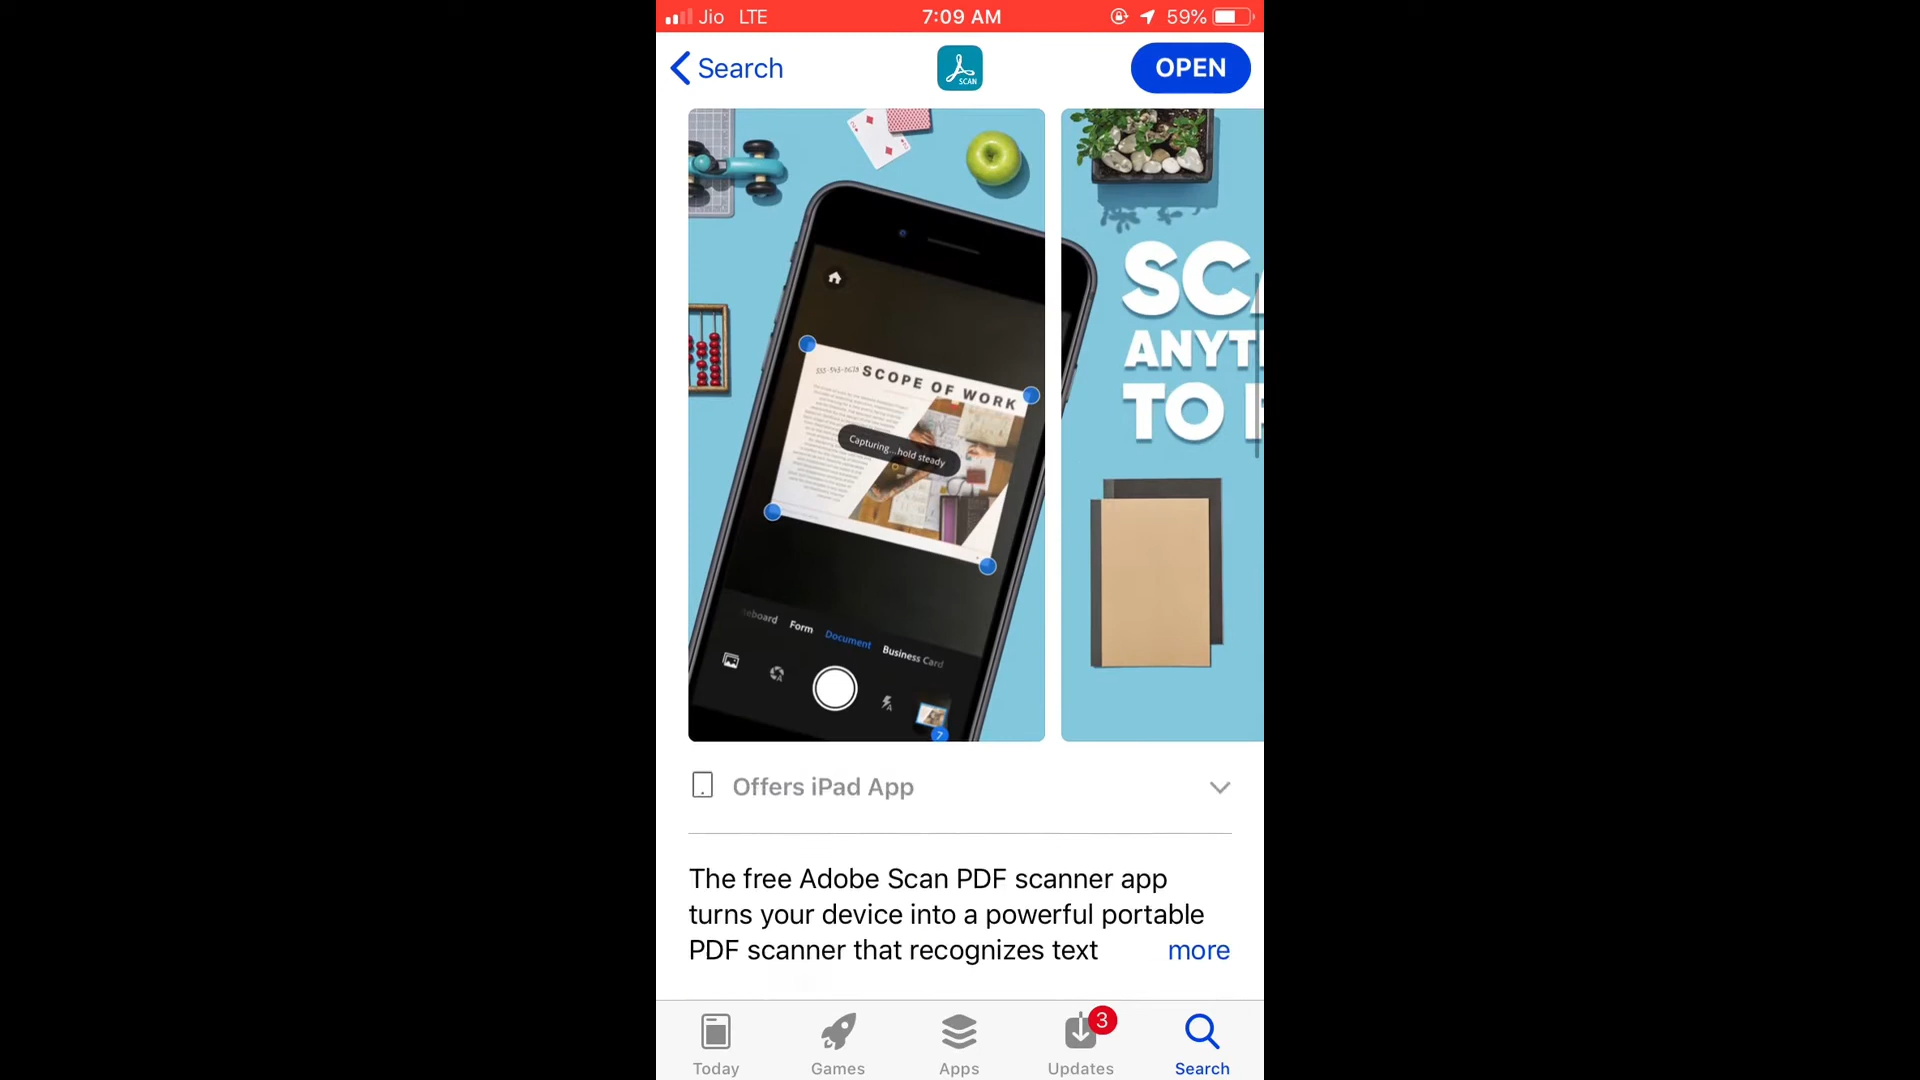 Jio LTE 7:09 AM 59%
Search SCAN OPEN
SCOPE OF WORK
Capturing...hold steady
Form Document Business Card
7
SC
ANYT
TO
Offers iPad App
The free Adobe Scan PDF scanner app
turns your device into a powerful portable
PDF scanner that recognizes text more
3
Today Games Apps Updates Search